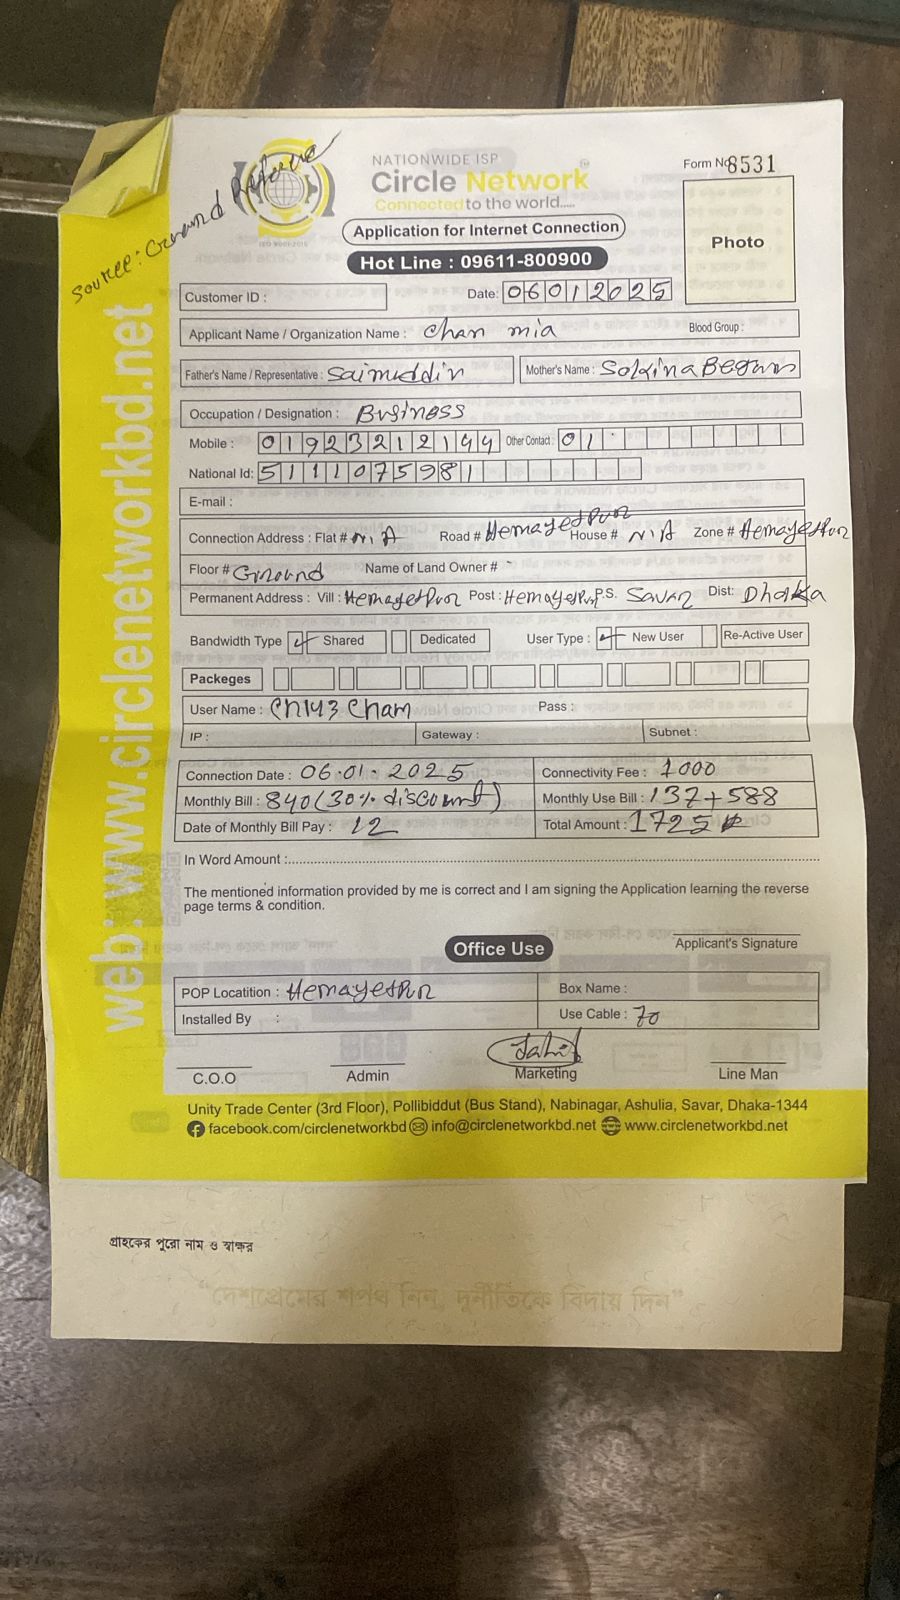 Source: Ground
NATIONWIDE ISP
Circle Network
Connected to the world.....
Form No 8531
Application for Internet Connection
Hot Line : 09611-800900
Photo
ISO 9001:2015
Customer ID :
Date: 06012025
Applicant Name / Organization Name : Chan mia Blood Group :
Father's Name / Representative : Saimuddin Mother's Name : Sokina Begum
Occupation / Designation : Business
Mobile : 01923212144 Other Contact : 01
National Id: 5111075981
E-mail :
Connection Address : Flat # N/A Road # Hemayetpur House # N/A Zone # Hemayetpur
Floor # Ground Name of Land Owner # -
Permanent Address : Vill : Hemayetpur Post : Hemayetpur P.S. Savar Dist: Dhaka
Bandwidth Type Shared Dedicated User Type : New User Re-Active User
Packeges
User Name : Pass :
IP : Gateway : Subnet :
Connection Date : 06.01.2025 Connectivity Fee : 1000
Monthly Bill : 840 (30% discount) Monthly Use Bill : 137+588
Date of Monthly Bill Pay : 12 Total Amount : 1725
In Word Amount :
The mentioned information provided by me is correct and I am signing the Application learning the reverse
page terms & condition.
Applicant's Signature
Office Use
POP Locatition : Hemayetpur Box Name :
Installed By : Use Cable : 70
C.O.O Admin Marketing Line Man
Unity Trade Center (3rd Floor), Pollibiddut (Bus Stand), Nabinagar, Ashulia, Savar, Dhaka-1344
facebook.com/circlenetworkbd info@circlenetworkbd.net www.circlenetworkbd.net
web: www.circlenetworkbd.net
গ্রাহকের পুরো নাম ও স্বাক্ষর
"দেশপ্রেমের শপথ নিন, দুর্নীতিকে বিদায় দিন"